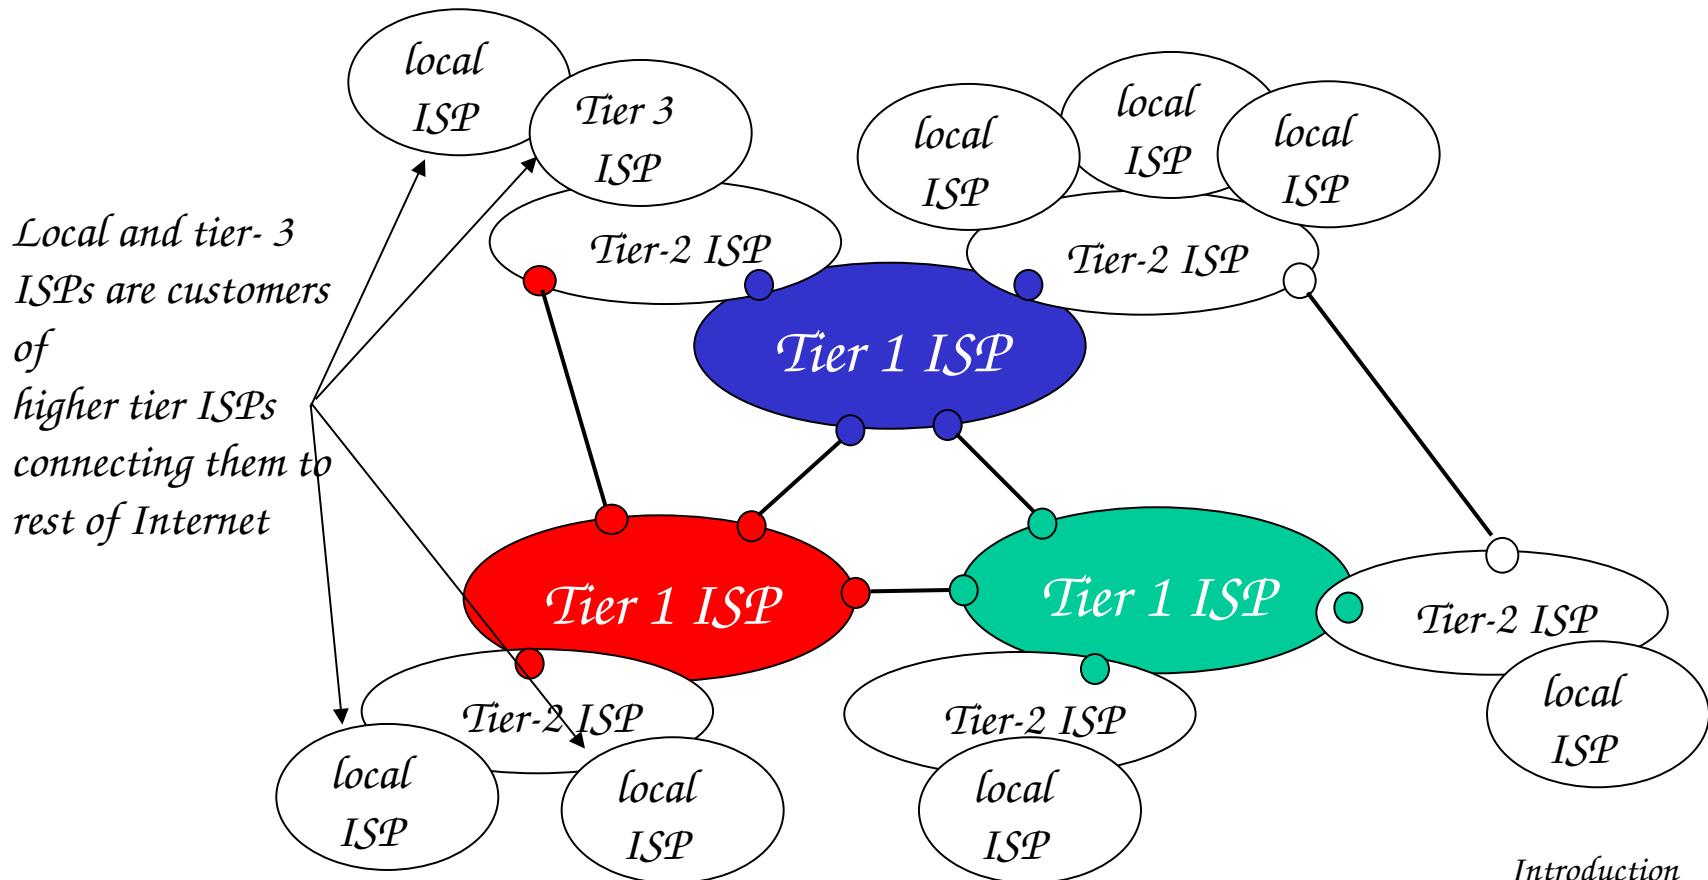 local
ISP
Tier 3
ISP
local
ISP
local
ISP
local
ISP
Local and tier- 3
ISPs are customers
of
higher tier ISPs
connecting them to
rest of Internet
Tier-2 ISP
Tier-2 ISP
Tier 1 ISP
Tier 1 ISP
Tier 1 ISP
Tier-2 ISP
Tier-2 ISP
Tier-2 ISP
local
ISP
local
ISP
local
ISP
local
ISP
Introduction